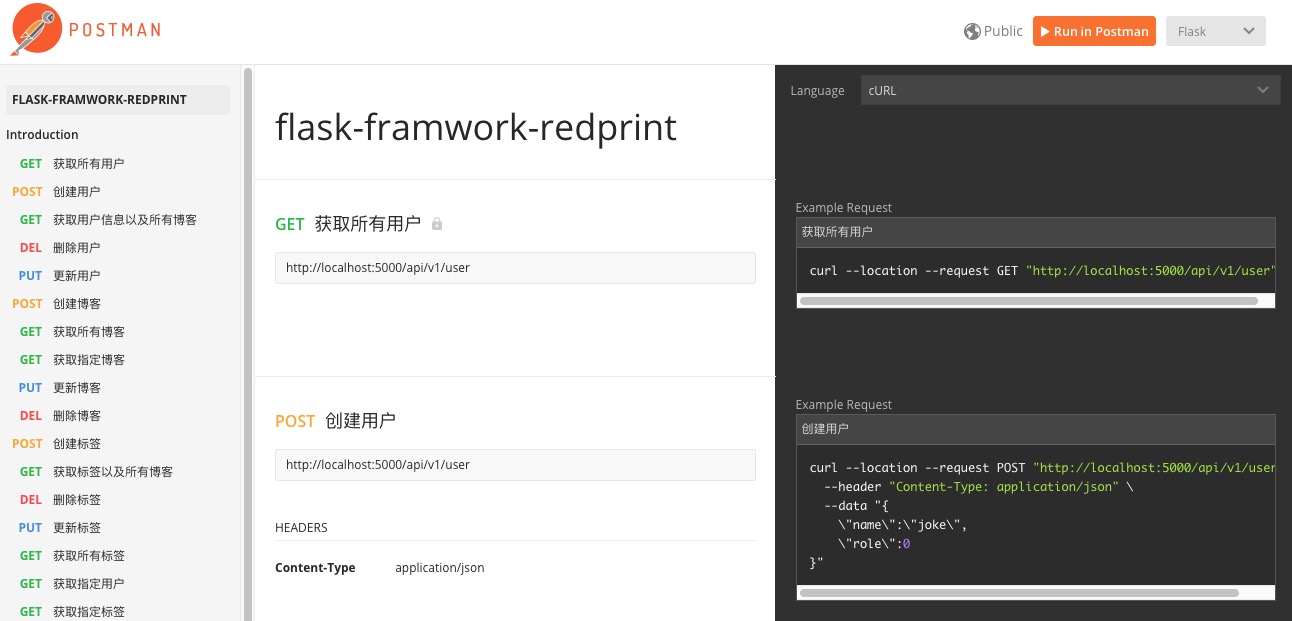 POSTMAN
Public
Run in Postman
Flask
FLASK-FRAMWORK-REDPRINT
Introduction
GET 获取所有用户
POST 创建用户
GET 获取用户信息以及所有博客
DEL 删除用户
PUT 更新用户
POST 创建博客
GET 获取所有博客
GET 获取指定博客
PUT 更新博客
DEL 删除博客
POST 创建标签
GET 获取标签以及所有博客
DEL 删除标签
PUT 更新标签
GET 获取所有标签
GET 获取指定用户
GET 获取指定标签
flask-framwork-redprint
GET 获取所有用户
http://localhost:5000/api/v1/user
POST 创建用户
http://localhost:5000/api/v1/user
HEADERS
Content-Type application/json
Language cURL
Example Request
获取所有用户
curl --location --request GET "http://localhost:5000/api/v1/user"
Example Request
创建用户
curl --location --request POST "http://localhost:5000/api/v1/user
--header "Content-Type: application/json" \
--data "{
\"name\":\"joke\",
\"role\":0
}"